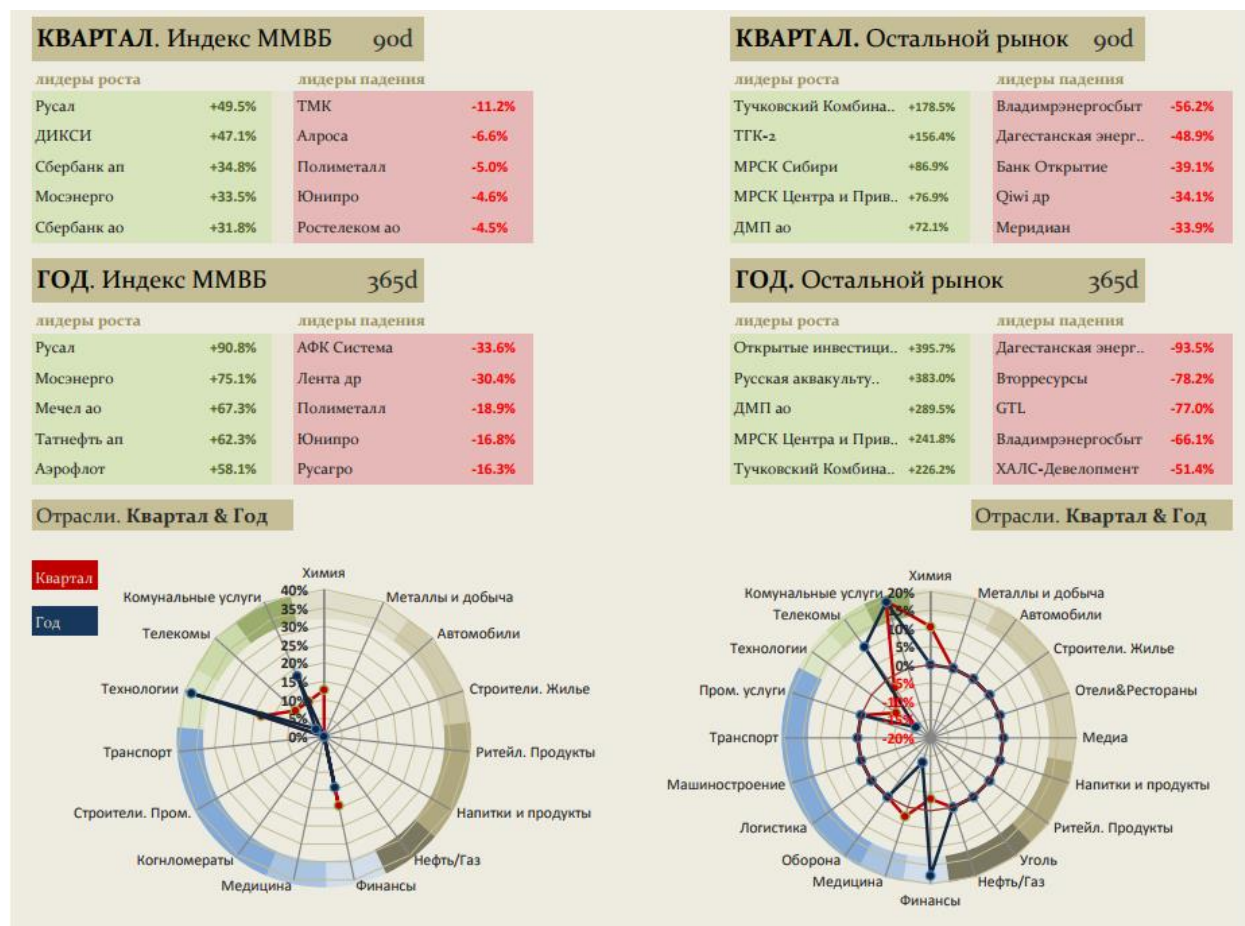 КВАРТАЛ. Индекс ММВБ 90d
лидеры роста лидеры падения
Русал +49.5% ТМК -11.2%
ДИКСИ +47.1% Алроса -6.6%
Сбербанк ап +34.8% Полиметалл -5.0%
Мосэнерго +33.5% Юнипро -4.6%
Сбербанк ао +31.8% Ростелеком ао -4.5%
КВАРТАЛ. Остальной рынок 90d
лидеры роста лидеры падения
Тучковский Комбина.. +178.5% Владимрэнергосбыт -56.2%
ТГК-2 +156.4% Дагестанская энерг.. -48.9%
МРСК Сибири +86.9% Банк Открытие -39.1%
МРСК Центра и Прив.. +76.9% Qiwi др -34.1%
ДМП ао +72.1% Меридиан -33.9%
ГОД. Индекс ММВБ 365d
лидеры роста лидеры падения
Русал +90.8% АФК Система -33.6%
Мосэнерго +75.1% Лента др -30.4%
Мечел ао +67.3% Полиметалл -18.9%
Татнефть ап +62.3% Юнипро -16.8%
Аэрофлот +58.1% Русагро -16.3%
ГОД. Остальной рынок 365d
лидеры роста лидеры падения
Открытые инвестици.. +395.7% Дагестанская энерг.. -93.5%
Русская аквакульту.. +383.0% Вторресурсы -78.2%
ДМП ао +289.5% GTL -77.0%
МРСК Центра и Прив.. +241.8% Владимрэнергосбыт -66.1%
Тучковский Комбина.. +226.2% ХАЛС-Девелопмент -51.4%
Отрасли. Квартал & Год
Квартал
Год
Химия
Металлы и добыча
Автомобили
Строители. Жилье
Ритейл. Продукты
Напитки и продукты
Нефть/Газ
Финансы
Медицина
Когнломераты
Строители. Пром.
Транспорт
Технологии
Телекомы
Комунальные услуги
40%
35%
30%
25%
20%
15%
10%
5%
0%
Отрасли. Квартал & Год
Химия
Металлы и добыча
Автомобили
Строители. Жилье
Отели&Рестораны
Медиа
Напитки и продукты
Ритейл. Продукты
Уголь
Нефть/Газ
Финансы
Медицина
Оборона
Логистика
Машиностроение
Транспорт
Пром. услуги
Технологии
Телекомы
Комунальные услуги
20%
15%
10%
5%
0%
-5%
-10%
-15%
-20%